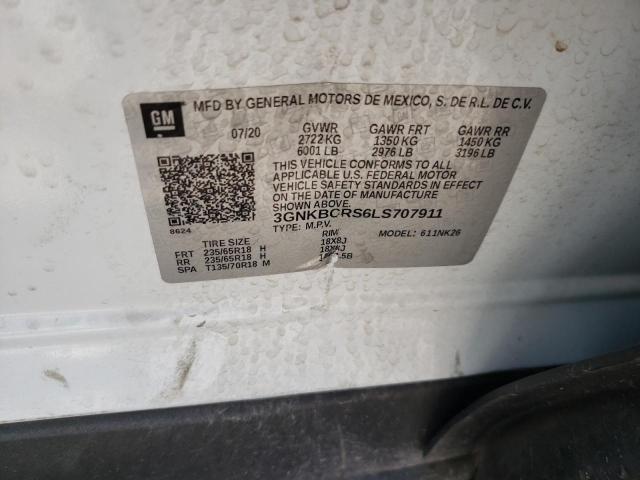 GM
MFD BY GENERAL MOTORS DE MEXICO, S. DE R.L. DE C.V.
07/20 GVWR GAWR FRT GAWR RR
2722 KG 1350 KG 1450 KG
6001 LB 2976 LB 3196 LB
THIS VEHICLE CONFORMS TO ALL
APPLICABLE U.S. FEDERAL MOTOR
VEHICLE SAFETY STANDARDS IN EFFECT
ON THE DATE OF MANUFACTURE
SHOWN ABOVE.
3GNKBCRS6LS707911
8624
TYPE: M.P.V. MODEL: 611NK26
TIRE SIZE RIM
FRT 235/65R18 H 18X8J
RR 235/65R18 H 18X8J
SPA T135/70R18 M